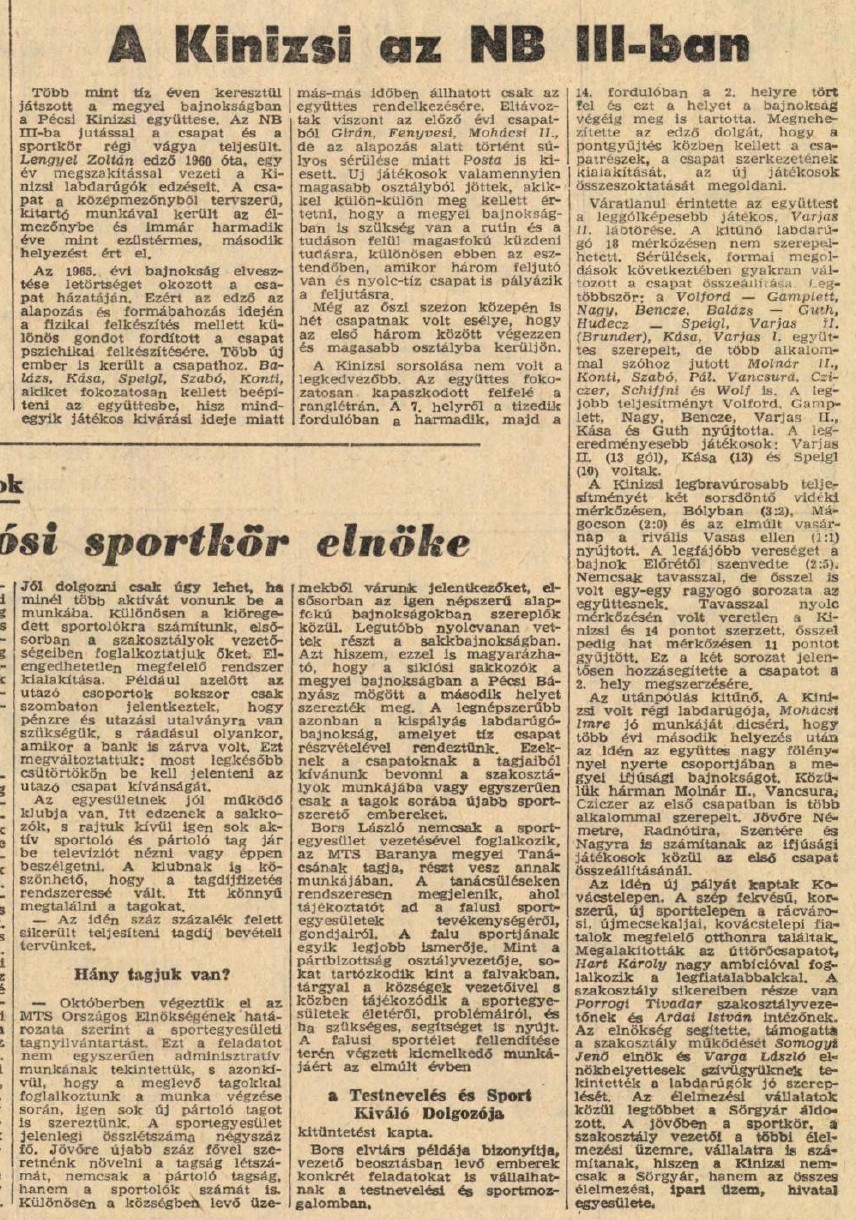 A Kinizsi az NB III-ban
Több mint tíz éven keresztül
játszott a megyei bajnokságban
a Pécsi Kinizsi együttese. Az NB
III-ba jutással a csapat és a
sportkör régi vágya teljesült.
Lengyel Zoltán edző 1960 óta, egy
év megszakítással vezeti a Ki-
nizsi labdarúgók edzéseit. A csa-
pat a középmezőnyből tervszerű,
kitartó munkával került az él-
mezőnybe és immár harmadik
éve mint ezüstérmes, második
helyezést ért el.
Az 1965. évi bajnokság elvesz-
tése letörtséget okozott a csa-
pat házatáján. Ezért az edző az
alapozás és formábahozás idején
a fizikai felkészítés mellett kü-
lönös gondot fordított a csapat
pszichikai felkészítésére. Több új
ember is került a csapathoz. Ba-
lázs, Kása, Speigl, Szabó, Konti,
akiket fokozatosan kellett beépí-
teni az együttesbe, hisz mind-
egyik játékos kivárási ideje miatt
más-más időben állhatott csak az
együttes rendelkezésére. Eltávoz-
tak viszont az előző évi csapat-
ból Girán, Fenyvesi, Mohácsi II.,
de az alapozás alatt történt sú-
lyos sérülése miatt Posta is ki-
esett. Uj játékosok valamennyien
magasabb osztályból jöttek, akik-
kel külön-külön meg kellett ér-
tetni, hogy a megyei bajnokság-
ban is szükség van a rutin és a
tudáson felül magasfokú küzdeni
tudásra, különösen ebben az esz-
tendőben, amikor három feljutó
van és nyolc-tíz csapat is pályázik
a feljutásra.
Még az őszi szezon közepén is
hét csapatnak volt esélye, hogy
az első három között végezzen
és magasabb osztályba kerüljön.
A Kinizsi sorsolása nem volt a
legkedvezőbb. Az együttes foko-
zatosan kapaszkodott felfelé a
ranglétrán. A 7. helyről a tizedik
fordulóban a harmadik, majd a
14. fordulóban a 2. helyre tört
fel és ezt a helyet a bajnokság
végéig meg is tartotta. Megnehe-
zítette az edző dolgát, hogy a
pontgyűjtés közben kellett a csa-
patrészek, a csapat szerkezetének
kialakítását, az új játékosok
összeszoktatását megoldani.
Váratlanul érintette az együttest
a leggólképesebb játékos, Varjas
II. lábtörése. A kitűnő labdarú-
gó 18 mérkőzésen nem szerepel-
hetett. Sérülések, formai megol-
dások következtében gyakran vál-
tozott a csapat összeállítása. Leg-
többször: a Volford — Gamplett,
Nagy, Bencze, Balázs — Guth,
Hudecz — Speigl, Varjas II.
(Brunder), Kása, Varjas I. együt-
tes szerepelt, de több alkalom-
mal szóhoz jutott Molnár II.,
Konti, Szabó, Pál, Vancsura, Czi-
czer, Schiffni és Wolf is. A leg-
jobb teljesítményt Volford, Gamp-
lett, Nagy, Bencze, Varjas II.,
Kása és Guth nyújtotta. A leg-
eredményesebb játékosok: Varjas
II. (13 gól), Kása (13) és Speigl
(10) voltak.
A Kinizsi legbravúrosabb telje-
sítményét két sorsdöntő vidéki
mérkőzésen, Bólyban (3:2), Má-
gocson (2:0) és az elmúlt vasár-
nap a rivális Vasas ellen (1:1)
nyújtott. A legfájóbb vereséget a
bajnok Előrétől szenvedte (2:5).
Nemcsak tavasszal, de ősszel is
volt egy-egy ragyogó sorozata az
együttesnek. Tavasszal nyolc
mérkőzésén volt veretlen a Ki-
nizsi és 14 pontot szerzett, ősszel
pedig hat mérkőzésen 11 pontot
gyűjtött. Ez a két sorozat jelen-
tősen hozzásegítette a csapatot a
2. hely megszerzésére.
Az utánpótlás kitűnő. A Kini-
zsi volt régi labdarúgója, Mohácsi
Imre jó munkáját dicséri, hogy
több évi második helyezés után
az idén az együttes nagy fölény-
nyel nyerte csoportjában a me-
gyei ifjúsági bajnokságot. Közü-
lük hárman Molnár II., Vancsura,
Cziczer az első csapatban is több
alkalommal szerepelt. Jövőre Né-
metre, Radnótira, Szentére és
Nagyra is számítanak az ifjúsági
játékosok közül az első csapat
összeállításánál.
Az idén új pályát kaptak Ko-
vácstelepen. A szép fekvésű, kor-
szerű, új sporttelepen a rácváro-
si, újmecsekaljai, kovácstelepi fia-
talok megfelelő otthonra találtak.
Megalakították az úttörőcsapatot,
Hart Károly nagy ambícióval fog-
lalkozik a legfiatalabbakkal. A
szakosztály sikereiben része van
Porrogi Tivadar szakosztályveze-
tőnek és Ardai István intézőnek.
Az elnökség segítette, támogatta
a szakosztály működését Somogyi
Jenő elnök és Varga László el-
nökhelyettesek szívügyüknek te-
kintették a labdarúgók jó szerep-
lését. Az élelmezési vállalatok
közül legtöbbet a Sörgyár áldo-
zott. A jövőben a sportkör, a
szakosztály vezetői a többi élel-
mezési üzemre, vállalatra is szá-
mítanak, hiszen a Kinizsi nem-
csak a Sörgyár, hanem az összes
élelmezési, ipari üzem, hivatal
egyesülete.
ok
ósi sportkör elnöke
Jól dolgozni csak úgy lehet, ha
minél több aktívát vonunk be a
munkába. Különösen a kiörege-
dett sportolókra számítunk, első-
sorban a szakosztályok vezető-
ségeiben foglalkoztatjuk őket. El-
engedhetetlen megfelelő rendszer
kialakítása. Például azelőtt az
utazó csoportok sokszor csak
szombaton jelentkeztek, hogy
pénzre és utazási utalványra van
szükségük, s ráadásul olyankor,
amikor a bank is zárva volt. Ezt
megváltoztattuk: most legkésőbb
csütörtökön be kell jelenteni az
utazó csapat kívánságát.
Az egyesületnek jól működő
klubja van. Itt edzenek a sakko-
zók, s rajtuk kívül igen sok ak-
tív sportoló és pártoló tag jár
be televíziót nézni vagy éppen
beszélgetni. A klubnak is kö-
szönhető, hogy a tagdíjfizetés
rendszeressé vált. Itt könnyű
megtalálni a tagokat.
— Az idén száz százalék felett
sikerült teljesíteni tagdíj bevételi
tervünket.
Hány tagjuk van?
— Októberben végeztük el az
MTS Országos Elnökségének hatá-
rozata szerint a sportegyesületi
tagnyilvántartást. Ezt a feladatot
nem egyszerűen adminisztratív
munkának tekintettük, s azonki-
vül, hogy a meglevő tagokkal
foglalkoztunk a munka végzése
során, igen sok új pártoló tagot
is szereztünk. A sportegyesület
jelenlegi összlétszáma négyszáz
fő. Jövőre újabb száz fővel sze-
retnénk növelni a tagság létszá-
mát, nemcsak a pártoló tagság,
hanem a sportolók számát is.
Különösen a községben levő üze-
mekből várunk jelentkezőket, el-
sősorban az igen népszerű alap-
fokú bajnokságokban szereplők
közül. Legutóbb nyolcvanan vet-
tek részt a sakkbajnokságban.
Azt hiszem, ezzel is magyarázha-
tó, hogy a siklósi sakkozók a
megyei bajnokságban a Pécsi Bá-
nyász mögött a második helyet
szerezték meg. A legnépszerűbb
azonban a kispályás labdarúgó-
bajnokság, amelyet tíz csapat
részvételével rendeztünk. Ezek-
nek a csapatoknak a tagjaiból
kívánunk bevonni a szakosztá-
lyok munkájába vagy egyszerűen
csak a tagok sorába újabb sport-
szerető embereket.
Bors László nemcsak a sport-
egyesület vezetésével foglalkozik,
az MTS Baranya megyei Taná-
csának tagja, részt vesz annak
munkájában. A tanácsüléseken
rendszeresen megjelenik, ahol
tájékoztatót ad a falusi sport-
egyesületek tevékenységéről,
gondjairól. A falu sportjának
egyik legjobb ismerője. Mint a
pártbizottság osztályvezetője, so-
kat tartózkodik kint a falvakban,
tárgyal a községek vezetőivel s
közben tájékozódik a sportegye-
sületek életéről, problémáiról, és
ha szükséges, segítséget is nyújt.
A falusi sportélet fellendítése
terén végzett kiemelkedő munká-
jáért az elmúlt évben
a Testnevelés és Sport
Kiváló Dolgozója
kitüntetést kapta.
Bors elvtárs példája bizonyítja,
vezető beosztásban levő emberek
konkrét feladatokat is vállalhat-
nak a testnevelési és sportmoz-
galomban.